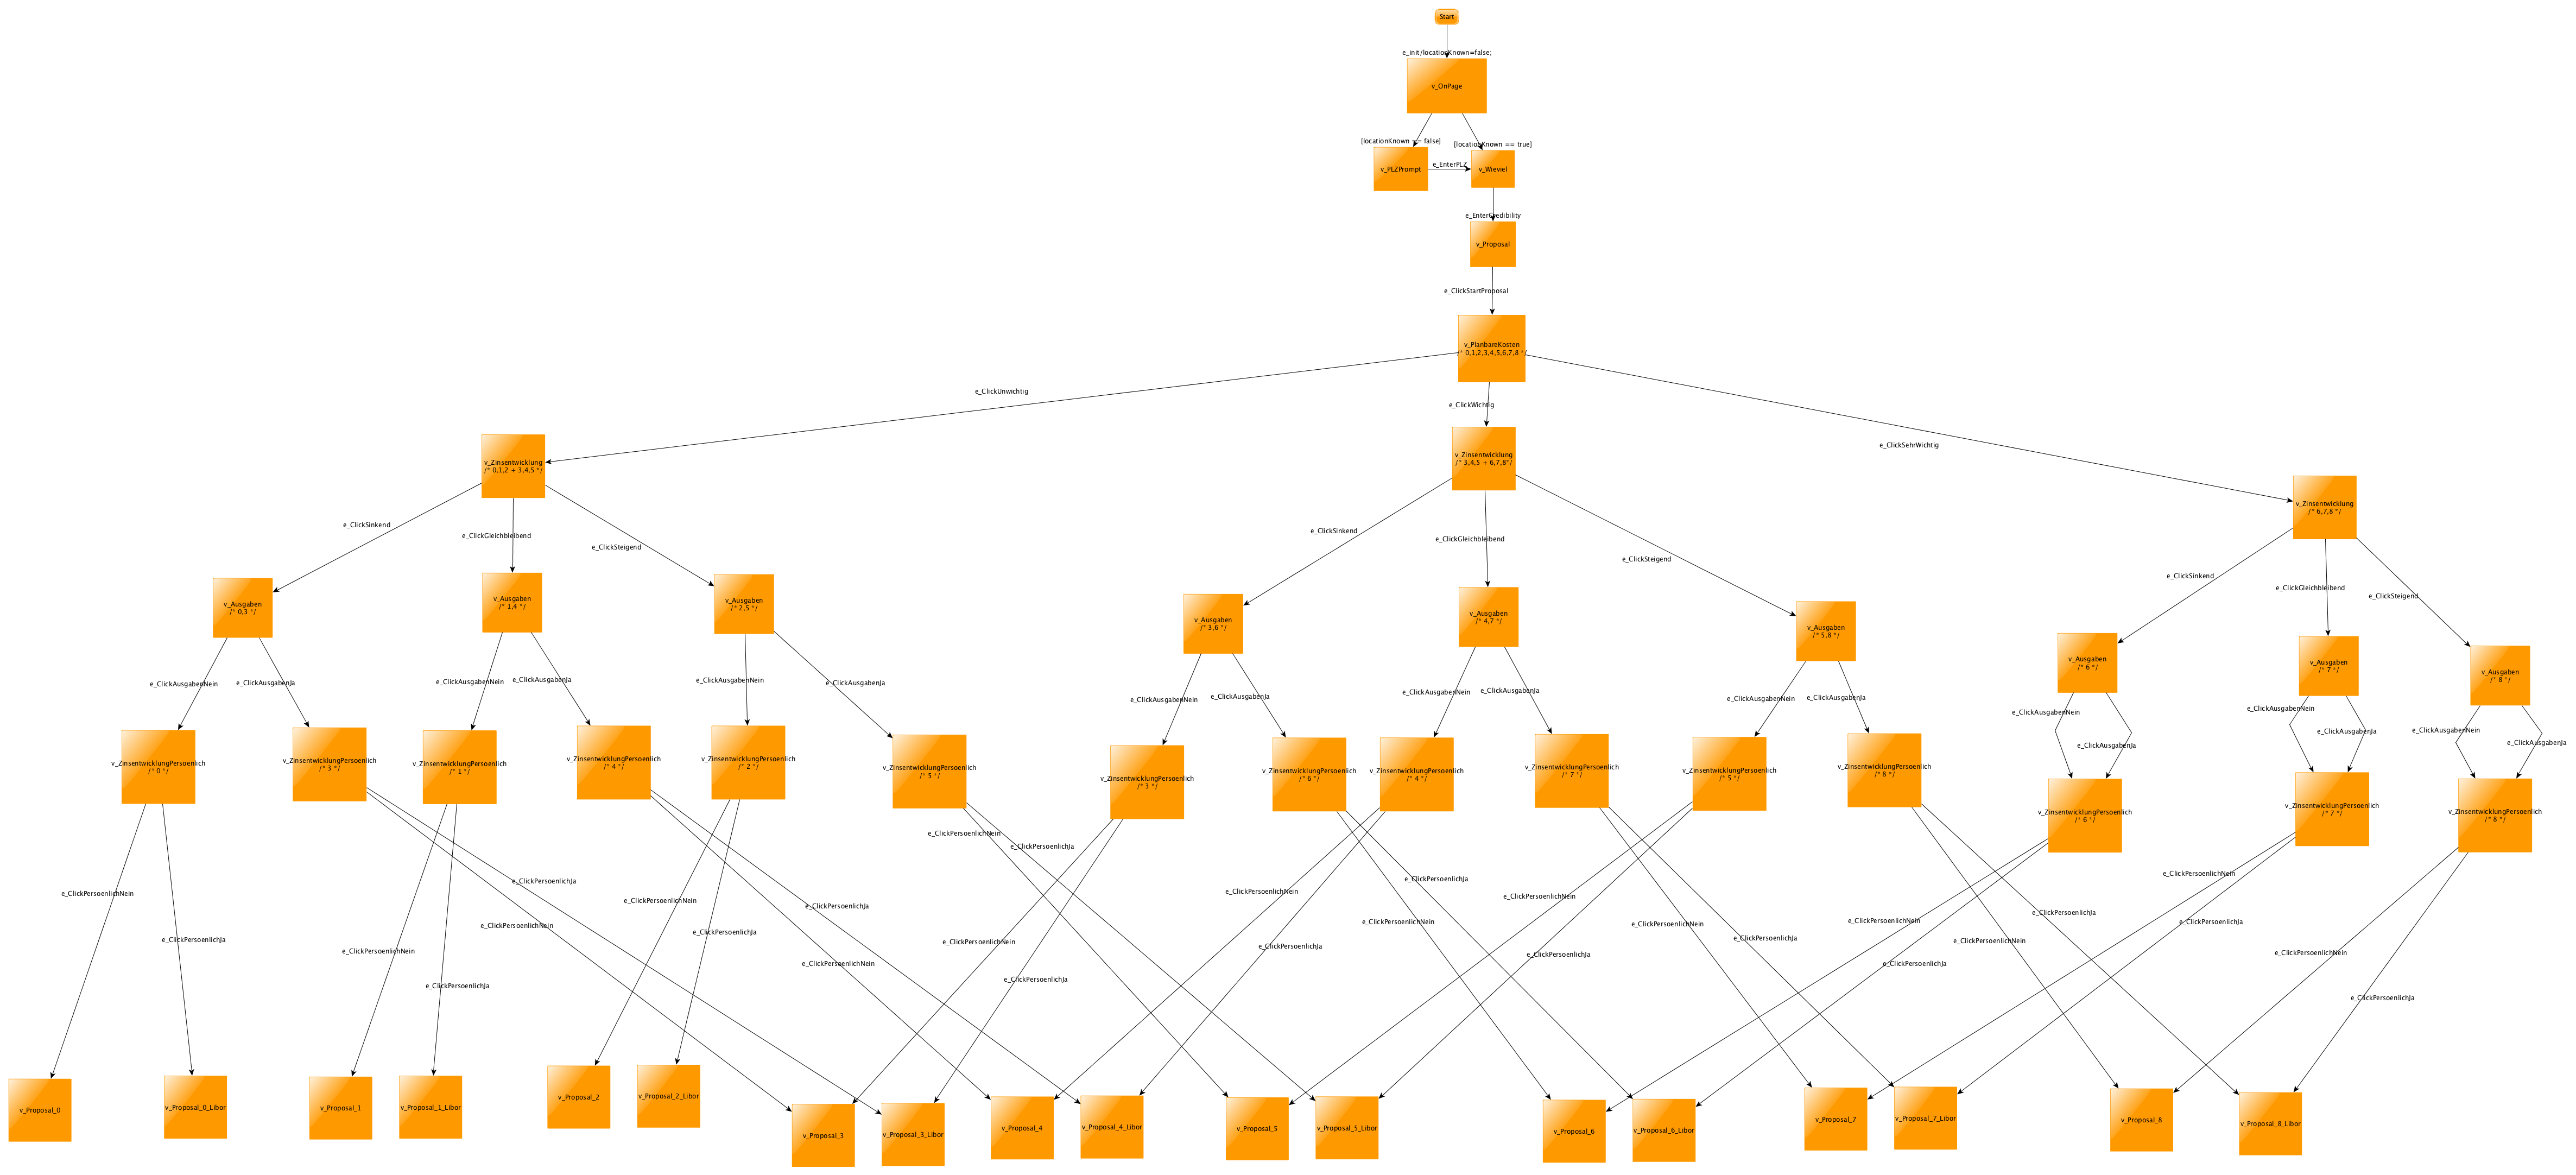 Start
e_init/locationKnown=false;
v_OnPage
[locationKnown == false]
[locationKnown == true]
v_PLZPrompt
e_EnterPLZ
v_Wieviel
e_EnterCredibility
v_Proposal
e_ClickStartProposal
v_PlanbareKosten
/* 0,1,2,3,4,5,6,7,8 */
e_ClickUnwichtig
e_ClickWichtig
e_ClickSehrWichtig
v_Zinsentwicklung
/* 0,1,2 + 3,4,5 */
v_Zinsentwicklung
/* 3,4,5 + 6,7,8*/
v_Zinsentwicklung
/* 6,7,8 */
e_ClickSinkend
e_ClickGleichbleibend
e_ClickSteigend
e_ClickSinkend
e_ClickGleichbleibend
e_ClickSteigend
e_ClickSinkend
e_ClickGleichbleibend
e_ClickSteigend
v_Ausgaben
/* 0,3 */
v_Ausgaben
/* 1,4 */
v_Ausgaben
/* 2,5 */
v_Ausgaben
/* 3,6 */
v_Ausgaben
/* 4,7 */
v_Ausgaben
/* 5,8 */
v_Ausgaben
/* 6 */
v_Ausgaben
/* 7 */
v_Ausgaben
/* 8 */
e_ClickAusgabenNein
e_ClickAusgabenJa
e_ClickAusgabenNein
e_ClickAusgabenJa
e_ClickAusgabenNein
e_ClickAusgabenJa
e_ClickAusgabenNein
e_ClickAusgabenJa
e_ClickAusgabenNein
e_ClickAusgabenJa
e_ClickAusgabenNein
e_ClickAusgabenJa
e_ClickAusgabenNein
e_ClickAusgabenJa
e_ClickAusgabenNein
e_ClickAusgabenJa
e_ClickAusgabenNein
e_ClickAusgabenJa
v_ZinsentwicklungPersoenlich
/* 0 */
v_ZinsentwicklungPersoenlich
/* 3 */
v_ZinsentwicklungPersoenlich
/* 1 */
v_ZinsentwicklungPersoenlich
/* 4 */
v_ZinsentwicklungPersoenlich
/* 2 */
v_ZinsentwicklungPersoenlich
/* 5 */
v_ZinsentwicklungPersoenlich
/* 3 */
v_ZinsentwicklungPersoenlich
/* 6 */
v_ZinsentwicklungPersoenlich
/* 4 */
v_ZinsentwicklungPersoenlich
/* 7 */
v_ZinsentwicklungPersoenlich
/* 5 */
v_ZinsentwicklungPersoenlich
/* 8 */
v_ZinsentwicklungPersoenlich
/* 6 */
v_ZinsentwicklungPersoenlich
/* 7 */
v_ZinsentwicklungPersoenlich
/* 8 */
e_ClickPersoenlichNein
e_ClickPersoenlichJa
e_ClickPersoenlichNein
e_ClickPersoenlichJa
e_ClickPersoenlichNein
e_ClickPersoenlichJa
e_ClickPersoenlichNein
e_ClickPersoenlichJa
e_ClickPersoenlichNein
e_ClickPersoenlichJa
e_ClickPersoenlichNein
e_ClickPersoenlichJa
e_ClickPersoenlichNein
e_ClickPersoenlichJa
e_ClickPersoenlichNein
e_ClickPersoenlichJa
e_ClickPersoenlichNein
e_ClickPersoenlichJa
e_ClickPersoenlichNein
e_ClickPersoenlichJa
e_ClickPersoenlichNein
e_ClickPersoenlichJa
e_ClickPersoenlichNein
e_ClickPersoenlichJa
e_ClickPersoenlichNein
e_ClickPersoenlichJa
e_ClickPersoenlichNein
e_ClickPersoenlichJa
e_ClickPersoenlichNein
e_ClickPersoenlichJa
v_Proposal_0
v_Proposal_0_Libor
v_Proposal_1
v_Proposal_1_Libor
v_Proposal_2
v_Proposal_2_Libor
v_Proposal_3
v_Proposal_3_Libor
v_Proposal_4
v_Proposal_4_Libor
v_Proposal_5
v_Proposal_5_Libor
v_Proposal_6
v_Proposal_6_Libor
v_Proposal_7
v_Proposal_7_Libor
v_Proposal_8
v_Proposal_8_Libor